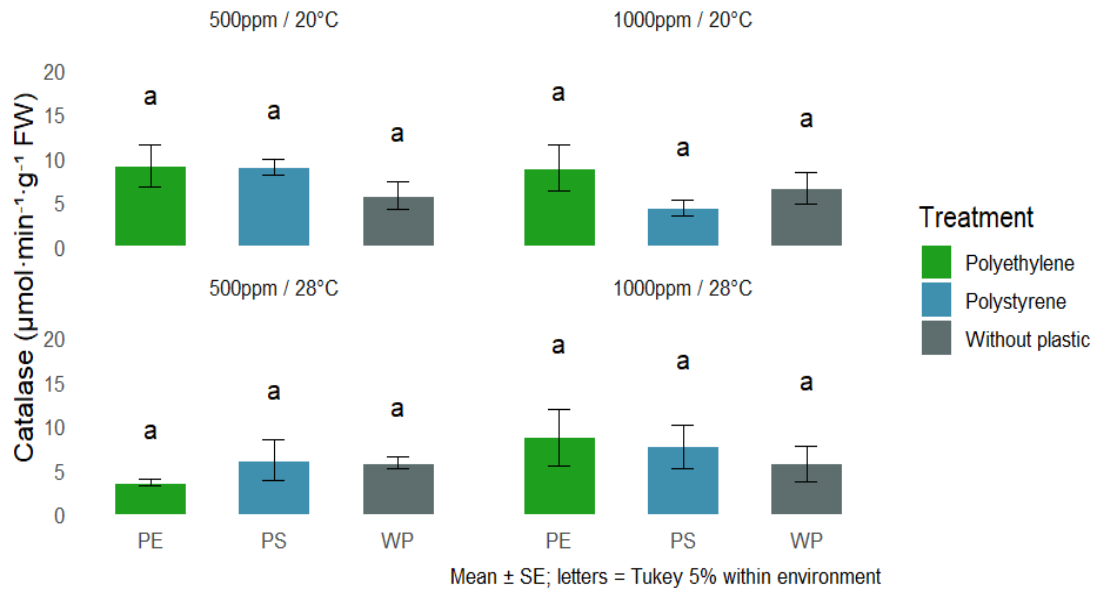 500ppm / 20°C
1000ppm / 20°C
Catalase (µmol·min⁻¹·g⁻¹ FW)
20
15
10
5
0
a
a
a
a
a
a
500ppm / 28°C
1000ppm / 28°C
20
15
10
5
0
a
a
a
a
a
a
PE
PS
WP
PE
PS
WP
Mean ± SE; letters = Tukey 5% within environment
Treatment
Polyethylene
Polystyrene
Without plastic